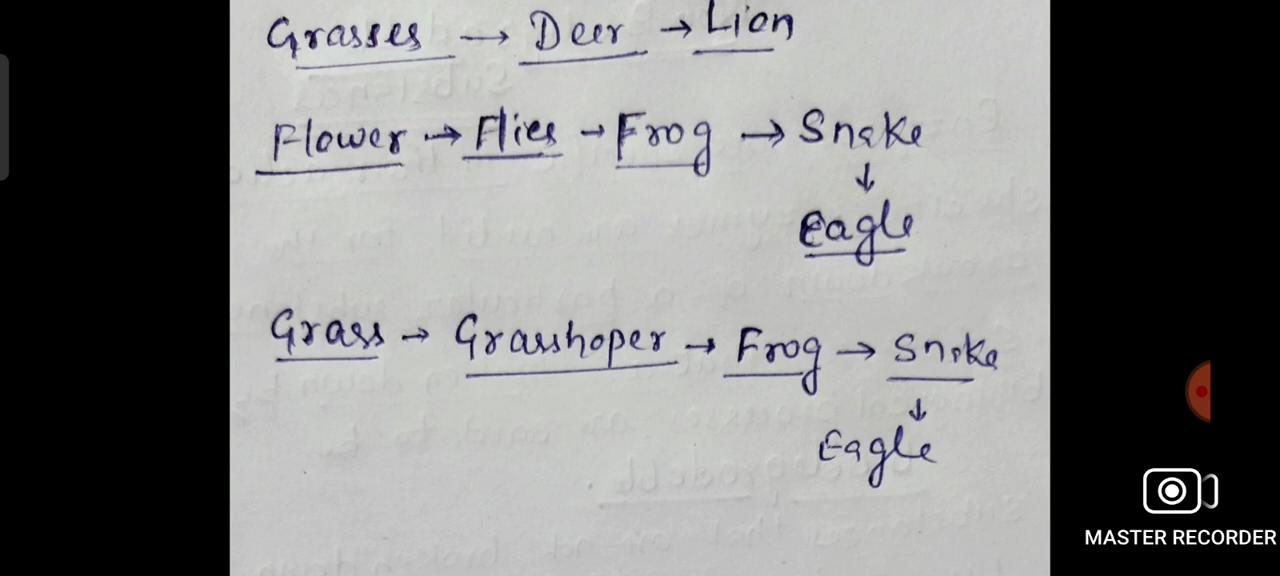 Grasses → Deer → Lion
Flower → Flies → Frog → Snake
↓
Eagle
Grass → Grasshoper → Frog → Snake
↓
Eagle
MASTER RECORDER